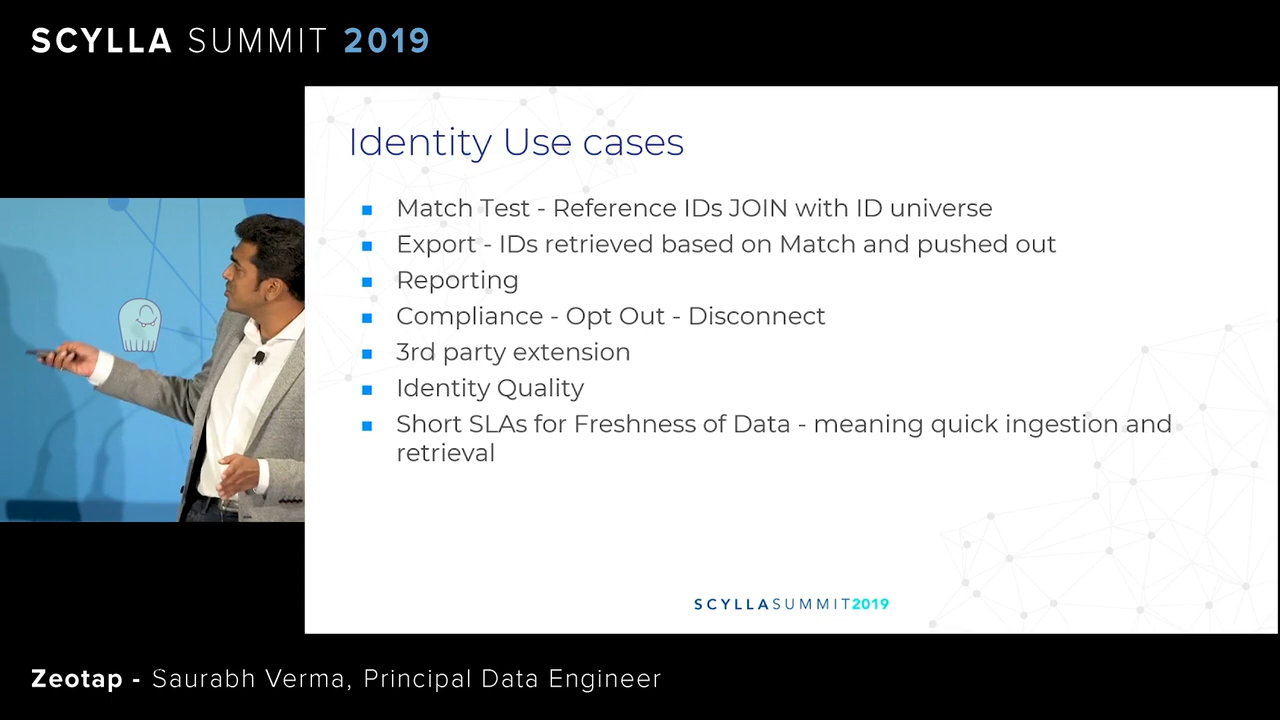 SCYLLA SUMMIT 2019
Identity Use cases
Match Test - Reference IDs JOIN with ID universe
Export - IDs retrieved based on Match and pushed out
Reporting
Compliance - Opt Out - Disconnect
3rd party extension
Identity Quality
Short SLAs for Freshness of Data - meaning quick ingestion and
retrieval
SCYLLASUMMIT2019
Zeotap - Saurabh Verma, Principal Data Engineer